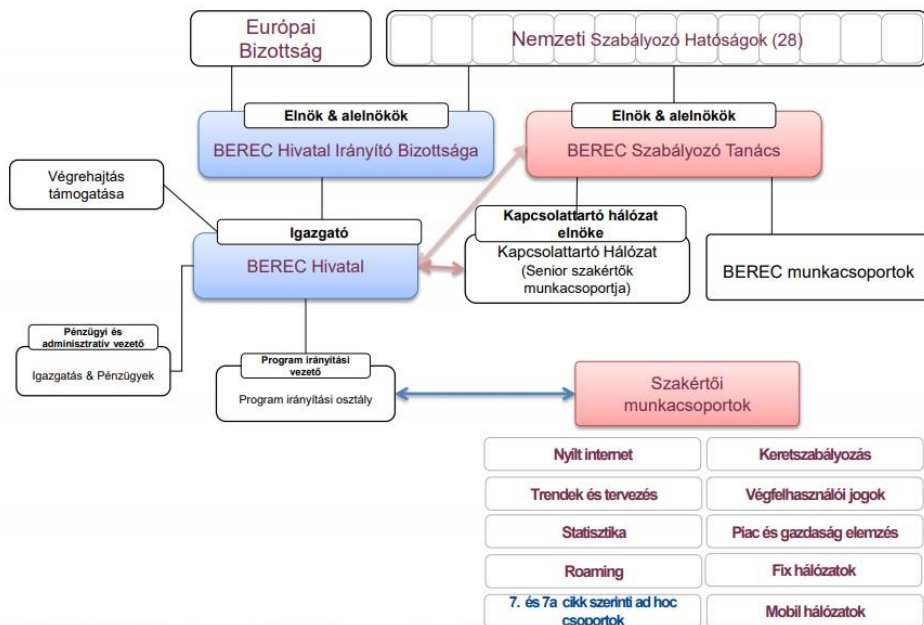 Európai
Bizottság
Nemzeti Szabályozó Hatóságok (28)
Elnök & alelnökök
BEREC Hivatal Irányító Bizottsága
Elnök & alelnökök
BEREC Szabályozó Tanács
Végrehajtás
támogatása
Igazgató
BEREC Hivatal
Kapcsolattartó hálózat
elnöke
Kapcsolattartó Hálózat
(Senior szakértők
munkacsoportja)
BEREC munkacsoportok
Pénzügyi és
adminisztratív vezető
Igazgatás & Pénzügyek
Program irányítási
vezető
Program irányítási osztály
Szakértői
munkacsoportok
Nyílt internet
Keretszabályozás
Trendek és tervezés
Végfelhasználói jogok
Statisztika
Piac és gazdaság elemzés
Roaming
Fix hálózatok
7. és 7a cikk szerinti ad hoc
csoportok
Mobil hálózatok